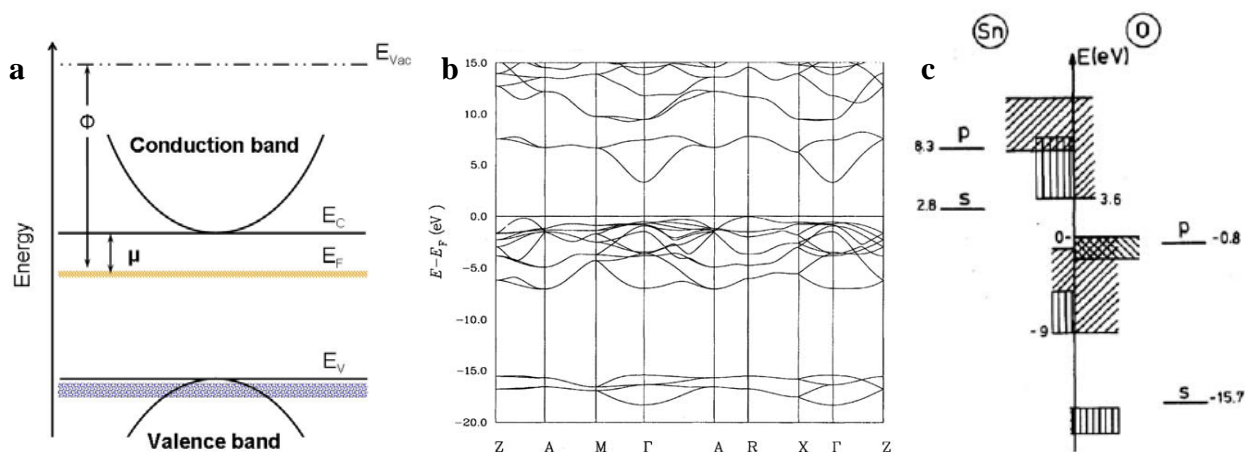 a
E_Vac
Φ
Conduction band
E_C
μ
E_F
E_V
Valence band
Energy
b
15.0
10.0
5.0
0.0
-5.0
-10.0
-15.0
-20.0
E-E_F (eV)
Z A M Γ A R X Γ Z
c
Sn O
E(eV)
8.3 p
2.8 s
3.6
0-
p -0.8
-9
s -15.7